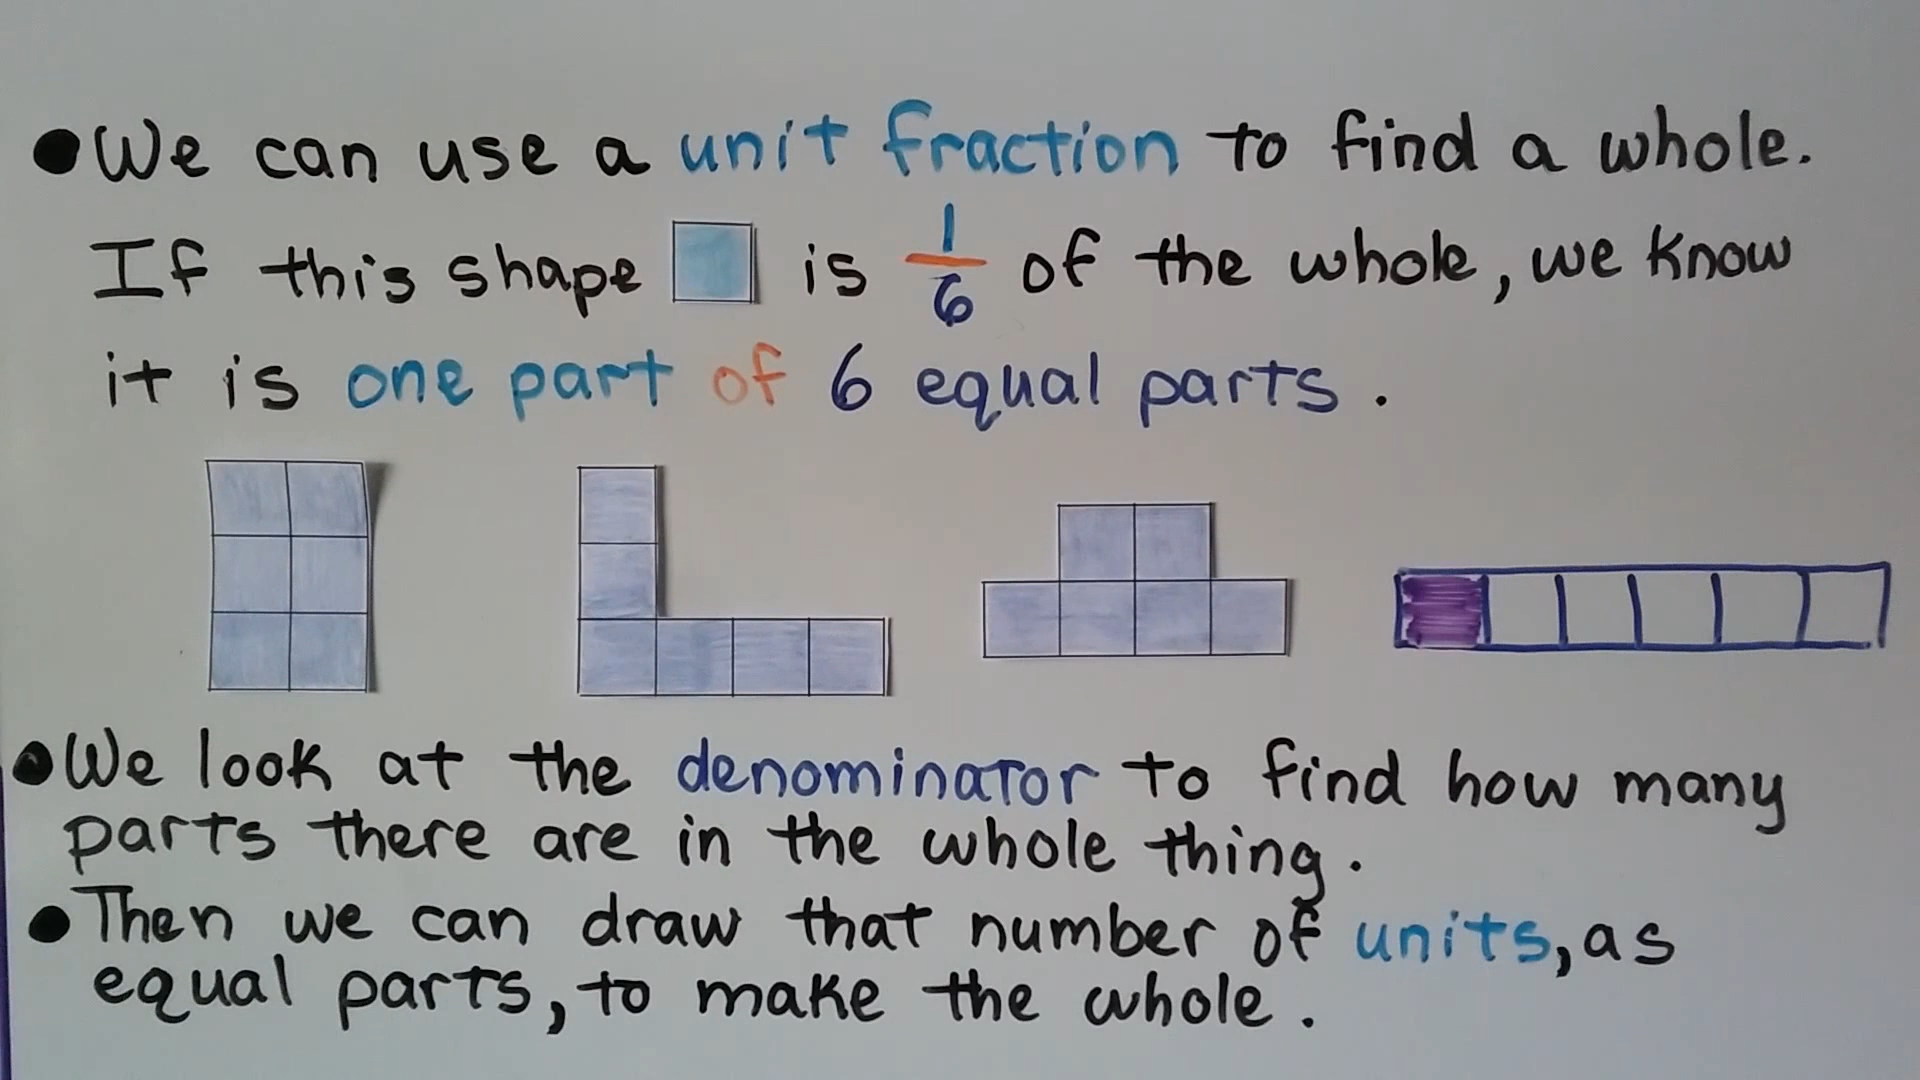 •We can use a unit fraction to find a whole.
If this shape is 1/6 of the whole, we know
it is one part of 6 equal parts.
•We look at the denominator to find how many
parts there are in the whole thing.
•Then we can draw that number of units, as
equal parts, to make the whole.